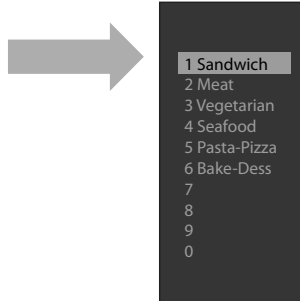 1 Sandwich
2 Meat
3 Vegetarian
4 Seafood
5 Pasta-Pizza
6 Bake-Dess
7
8
9
0